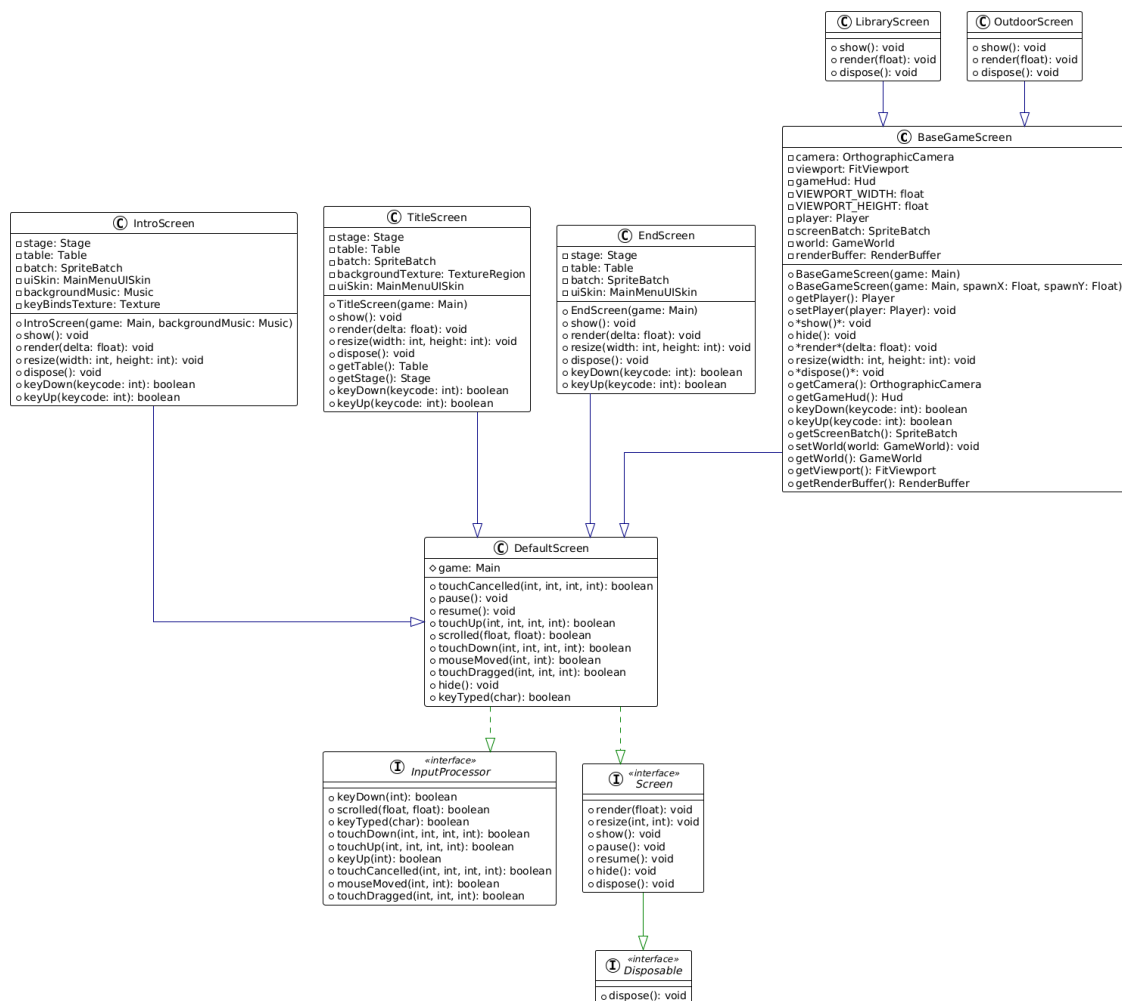 C LibraryScreen
show(): void
render(float): void
dispose(): void
C OutdoorScreen
show(): void
render(float): void
dispose(): void
C BaseGameScreen
camera: OrthographicCamera
viewport: FitViewport
gameHud: Hud
VIEWPORT_WIDTH: float
VIEWPORT_HEIGHT: float
player: Player
screenBatch: SpriteBatch
world: GameWorld
renderBuffer: RenderBuffer
BaseGameScreen(game: Main)
BaseGameScreen(game: Main, spawnX: Float, spawnY: Float)
getPlayer(): Player
setPlayer(player: Player): void
*show()*: void
hide(): void
*render*(delta: float): void
resize(width: int, height: int): void
*dispose()*: void
getCamera(): OrthographicCamera
getGameHud(): Hud
keyDown(keycode: int): boolean
keyUp(keycode: int): boolean
getScreenBatch(): SpriteBatch
setWorld(world: GameWorld): void
getWorld(): GameWorld
getViewport(): FitViewport
getRenderBuffer(): RenderBuffer
C IntroScreen
stage: Stage
table: Table
batch: SpriteBatch
uiSkin: MainMenuUISkin
backgroundMusic: Music
keyBindsTexture: Texture
IntroScreen(game: Main, backgroundMusic: Music)
show(): void
render(delta: float): void
resize(width: int, height: int): void
dispose(): void
keyDown(keycode: int): boolean
keyUp(keycode: int): boolean
C TitleScreen
stage: Stage
table: Table
batch: SpriteBatch
backgroundTexture: TextureRegion
uiSkin: MainMenuUISkin
TitleScreen(game: Main)
show(): void
render(delta: float): void
resize(width: int, height: int): void
dispose(): void
getTable(): Table
getStage(): Stage
keyDown(keycode: int): boolean
keyUp(keycode: int): boolean
C EndScreen
stage: Stage
table: Table
batch: SpriteBatch
uiSkin: MainMenuUISkin
EndScreen(game: Main)
show(): void
render(delta: float): void
resize(width: int, height: int): void
dispose(): void
keyDown(keycode: int): boolean
keyUp(keycode: int): boolean
C DefaultScreen
game: Main
touchCancelled(int, int, int, int): boolean
pause(): void
resume(): void
touchUp(int, int, int, int): boolean
scrolled(float, float): boolean
touchDown(int, int, int, int): boolean
mouseMoved(int, int): boolean
touchDragged(int, int, int): boolean
hide(): void
keyTyped(char): boolean
I «interface»
InputProcessor
keyDown(int): boolean
scrolled(float, float): boolean
keyTyped(char): boolean
touchDown(int, int, int, int): boolean
touchUp(int, int, int, int): boolean
keyUp(int): boolean
touchCancelled(int, int, int, int): boolean
mouseMoved(int, int): boolean
touchDragged(int, int, int): boolean
I «interface»
Screen
render(float): void
resize(int, int): void
show(): void
pause(): void
resume(): void
hide(): void
dispose(): void
I «interface»
Disposable
dispose(): void